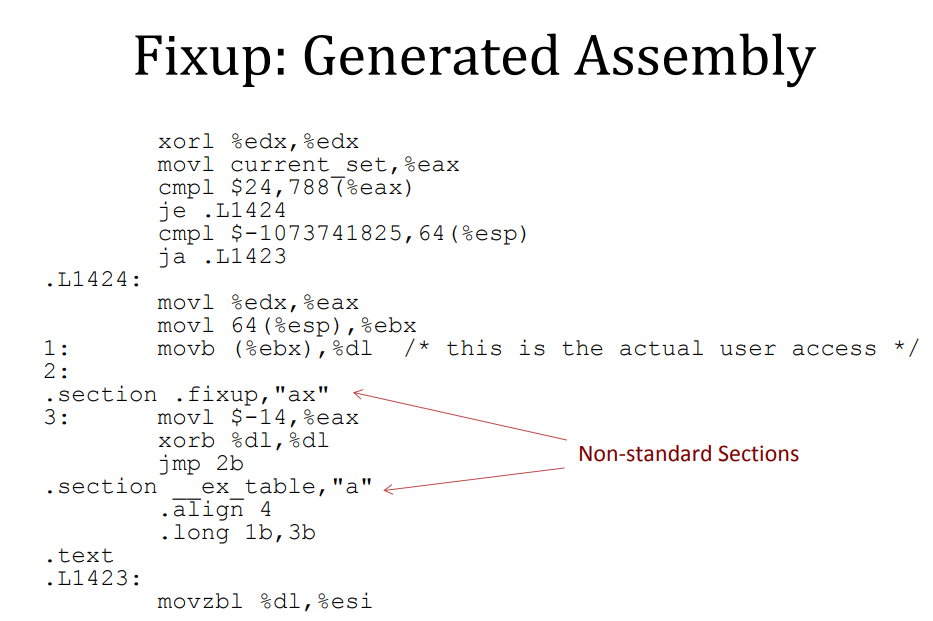 Fixup: Generated Assembly
xorl %edx,%edx
movl current_set,%eax
cmpl $24,788(%eax)
je .L1424
cmpl $-1073741825,64(%esp)
ja .L1423
.L1424:
movl %edx,%eax
movl 64(%esp),%ebx
1: movb (%ebx),%dl /* this is the actual user access */
2:
.section .fixup,"ax"
3: movl $-14,%eax
xorb %dl,%dl
jmp 2b
Non-standard Sections
.section __ex_table,"a"
.align 4
.long 1b,3b
.text
.L1423:
movzbl %dl,%esi